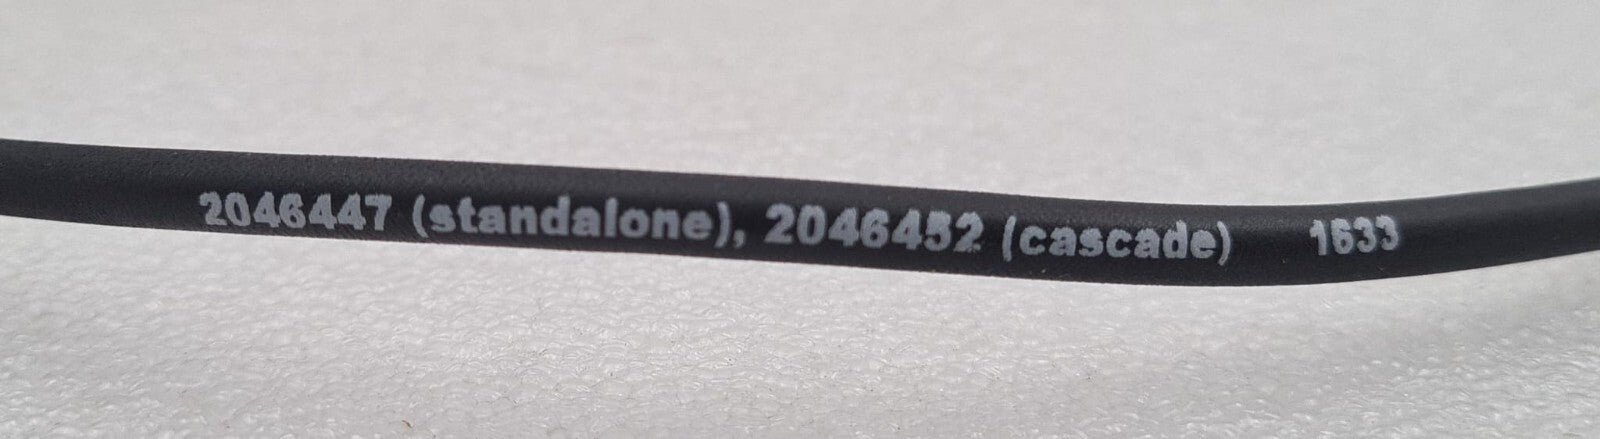 2046447 (standalone), 2046452 (cascade) 1633